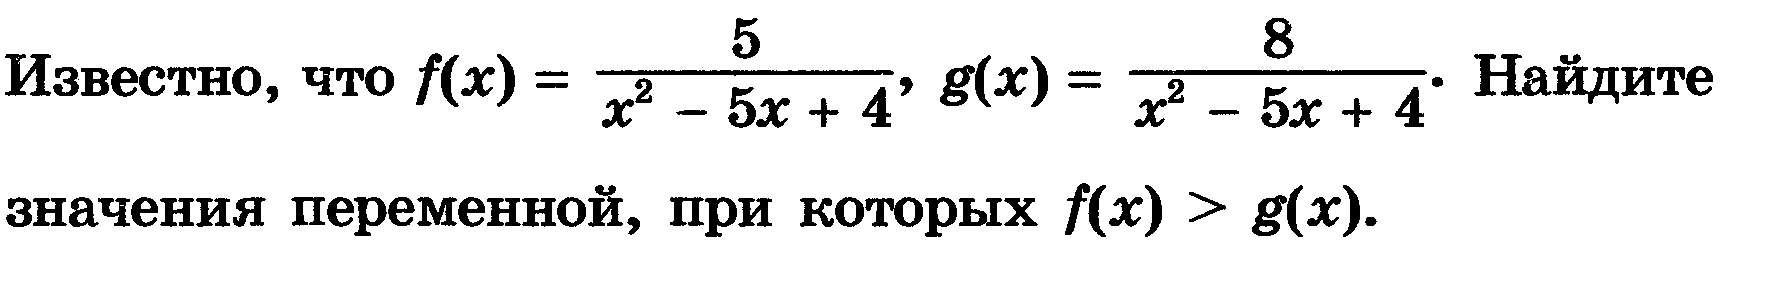 Известно, что f(x) = 5/(x² − 5x + 4), g(x) = 8/(x² − 5x + 4). Найдите
значения переменной, при которых f(x) > g(x).